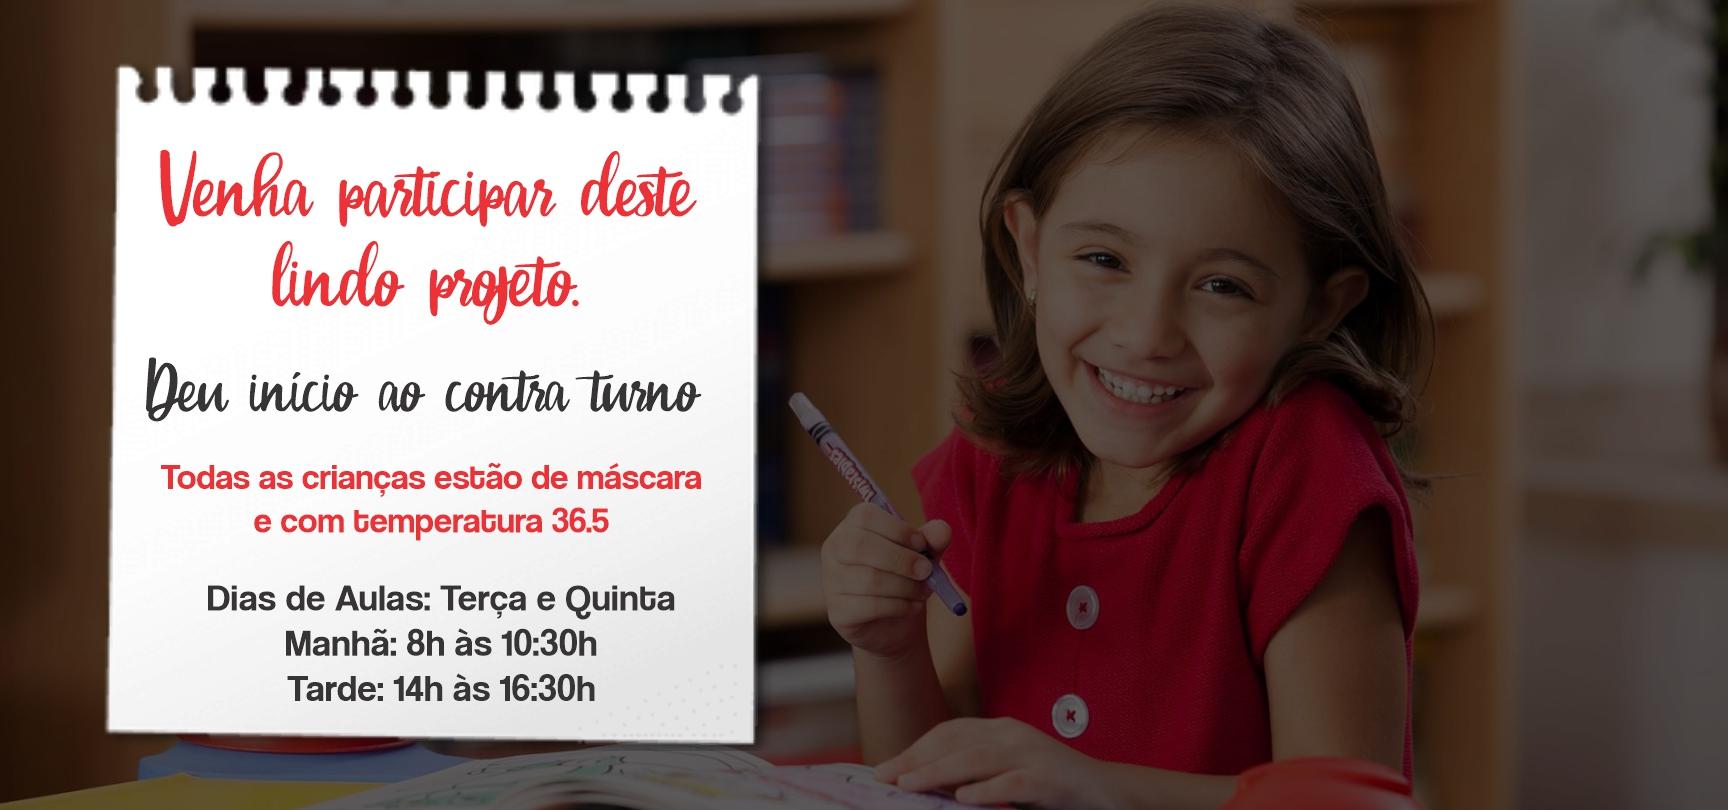 Venha participar deste
lindo projeto.
Deu início ao contra turno
Todas as crianças estão de máscara
e com temperatura 36.5
Dias de Aulas: Terça e Quinta
Manhã: 8h às 10:30h
Tarde: 14h às 16:30h